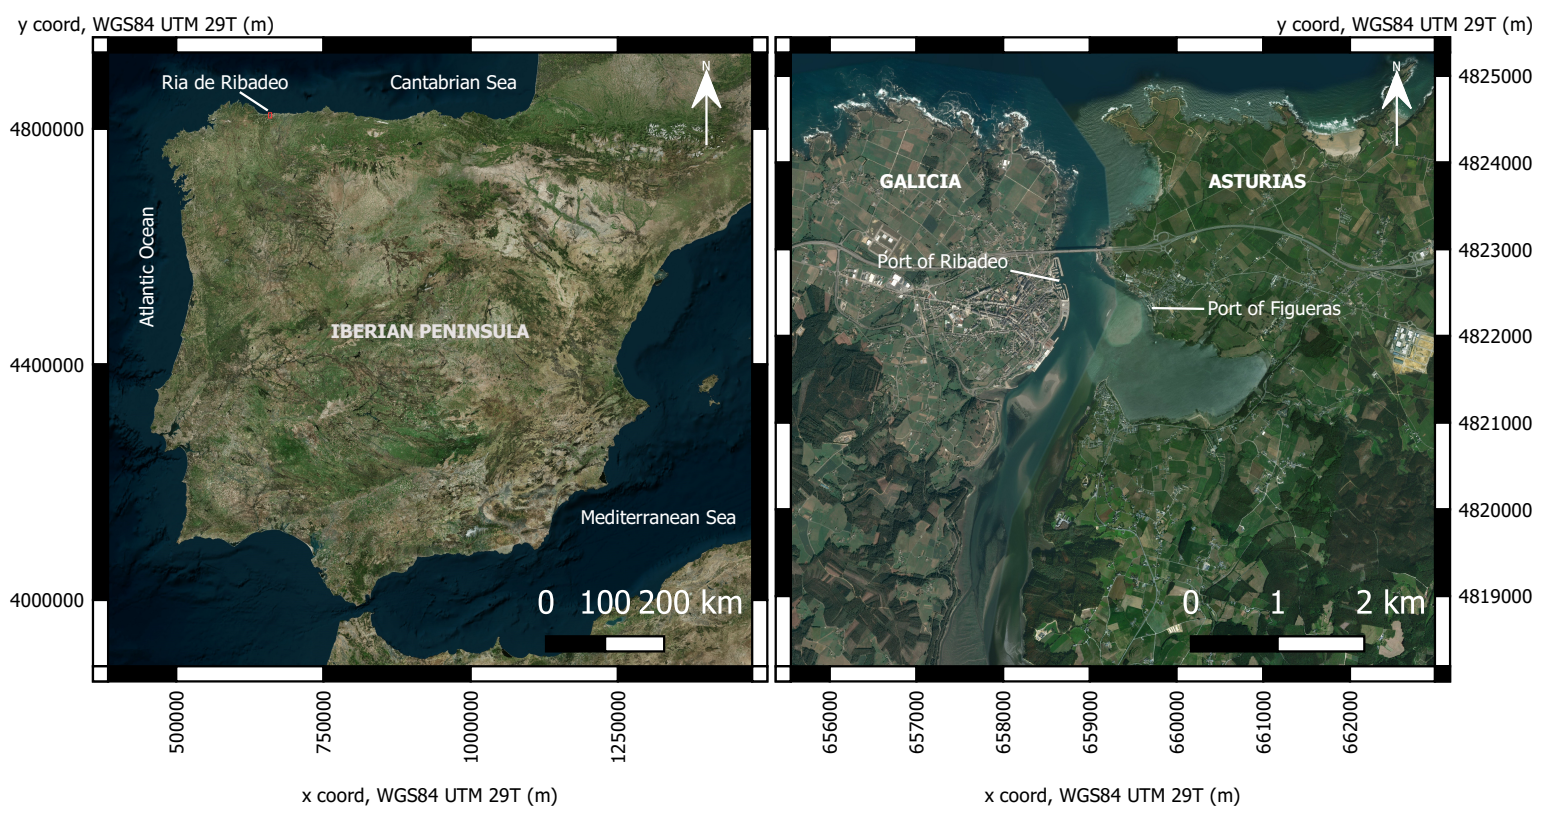 y coord, WGS84 UTM 29T (m)
y coord, WGS84 UTM 29T (m)
Ria de Ribadeo
Cantabrian Sea
N
N
4825000
4800000
4824000
GALICIA
ASTURIAS
Atlantic Ocean
4823000
Port of Ribadeo
Port of Figueras
IBERIAN PENINSULA
4822000
4400000
4821000
Mediterranean Sea
4820000
4000000
0 100 200 km
0 1 2 km
4819000
500000
750000
1000000
1250000
656000
657000
658000
659000
660000
661000
662000
x coord, WGS84 UTM 29T (m)
x coord, WGS84 UTM 29T (m)